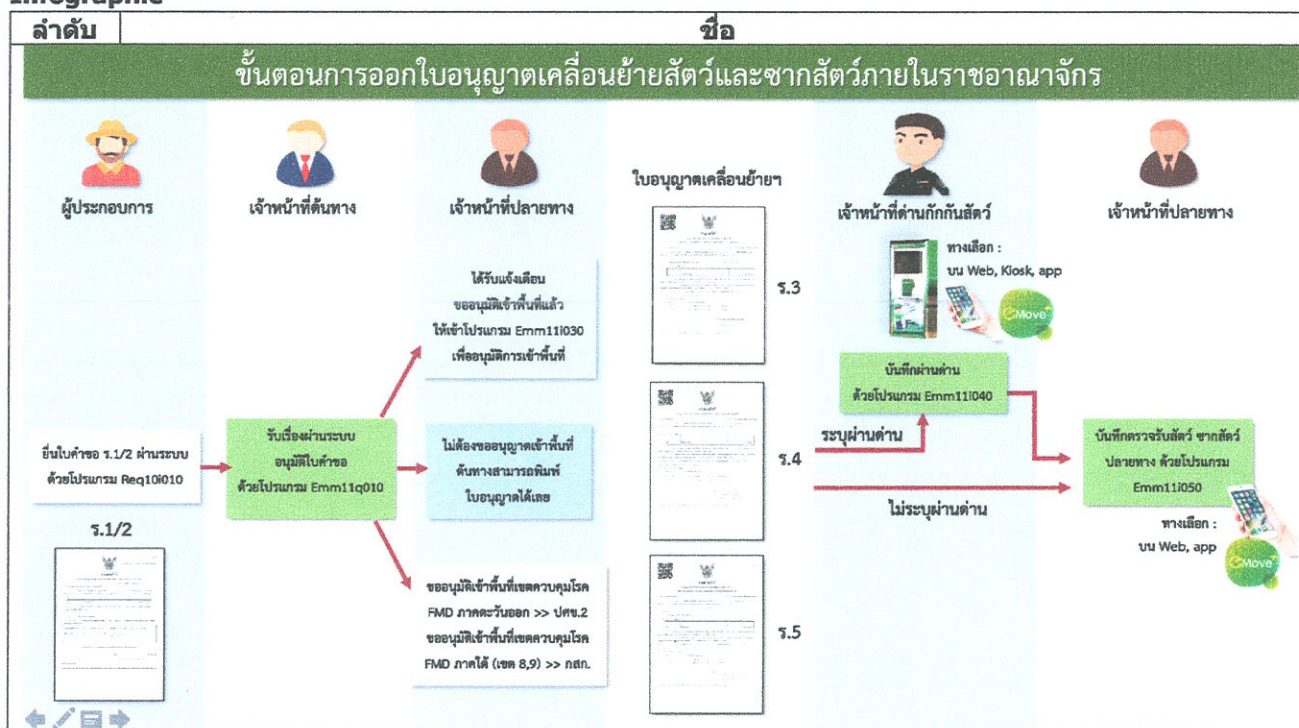 Infographic
ลำดับ
ชื่อ
ขั้นตอนการออกใบอนุญาตเคลื่อนย้ายสัตว์และซากสัตว์ภายในราชอาณาจักร
ผู้ประกอบการ
ยื่นใบคำขอ ร.1/2 ผ่านระบบ
ด้วยโปรแกรม Req10i010
ร.1/2
เจ้าหน้าที่ต้นทาง
รับเรื่องผ่านระบบ
อนุมัติใบคำขอ
ด้วยโปรแกรม Emm11q010
เจ้าหน้าที่ปลายทาง
ได้รับแจ้งเตือน
ขออนุมัติเข้าพื้นที่แล้ว
ให้เข้าโปรแกรม Emm11i030
เพื่ออนุมัติการเข้าพื้นที่
ไม่ต้องขออนุญาตเข้าพื้นที่
ต้นทางสามารถพิมพ์
ใบอนุญาตได้เลย
ขออนุมัติเข้าพื้นที่เขตควบคุมโรค
FMD ภาคตะวันออก >> ปศข.2
ขออนุมัติเข้าพื้นที่เขตควบคุมโรค
FMD ภาคใต้ (เขต 8,9) >> กสก.
ใบอนุญาตเคลื่อนย้ายฯ
ร.3
ร.4
ร.5
เจ้าหน้าที่ด่านกักกันสัตว์
ทางเลือก :
บน Web, Kiosk, app
eMove+
บันทึกผ่านด่าน
ด้วยโปรแกรม Emm11i040
ระบุผ่านด่าน
ไม่ระบุผ่านด่าน
เจ้าหน้าที่ปลายทาง
บันทึกตรวจรับสัตว์ ซากสัตว์
ปลายทาง ด้วยโปรแกรม
Emm11i050
ทางเลือก :
บน Web, app
eMove+